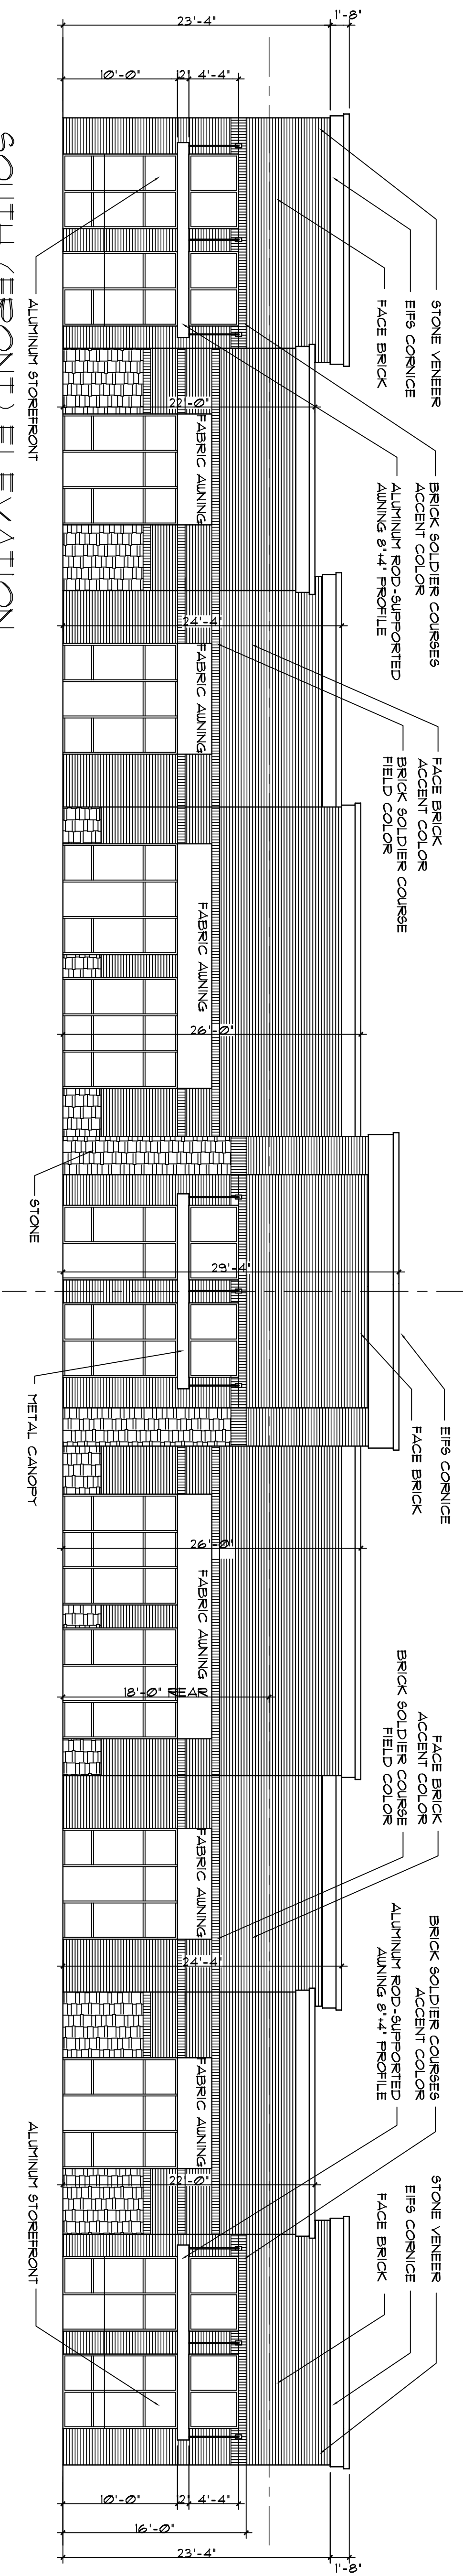 23'-4"
1'-8"
10'-0"
2'
4'-4"
STONE VENEER
EIFS CORNICE
FACE BRICK
BRICK SOLDIER COURSES
ACCENT COLOR
ALUMINUM ROD-SUPPORTED
AWNING 8"+4" PROFILE
FACE BRICK
ACCENT COLOR
BRICK SOLDIER COURSE
FIELD COLOR
EIFS CORNICE
FACE BRICK
FACE BRICK
ACCENT COLOR
BRICK SOLDIER COURSE
FIELD COLOR
BRICK SOLDIER COURSES
ACCENT COLOR
ALUMINUM ROD-SUPPORTED
AWNING 8"+4" PROFILE
STONE VENEER
EIFS CORNICE
FACE BRICK
22'-0"
FABRIC AWNING
24'-4"
FABRIC AWNING
FABRIC AWNING
26'-0"
29'-4"
26'-0"
FABRIC AWNING
18'-0" REAR
FABRIC AWNING
24'-4"
FABRIC AWNING
22'-0"
10'-0"
2'
4'-4"
16'-0"
23'-4"
1'-8"
ALUMINUM STOREFRONT
STONE
METAL CANOPY
ALUMINUM STOREFRONT
SOUTH (FRONT) ELEVATION